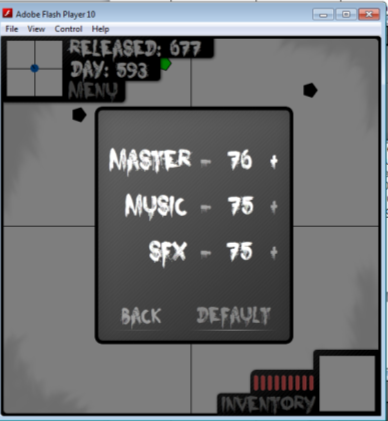 Adobe Flash Player 10
File View Control Help
RELEASED: 677
DAY: 593
MENU
MASTER - 76 +
MUSIC - 75 +
SFX - 75 +
BACK DEFAULT
INVENTORY